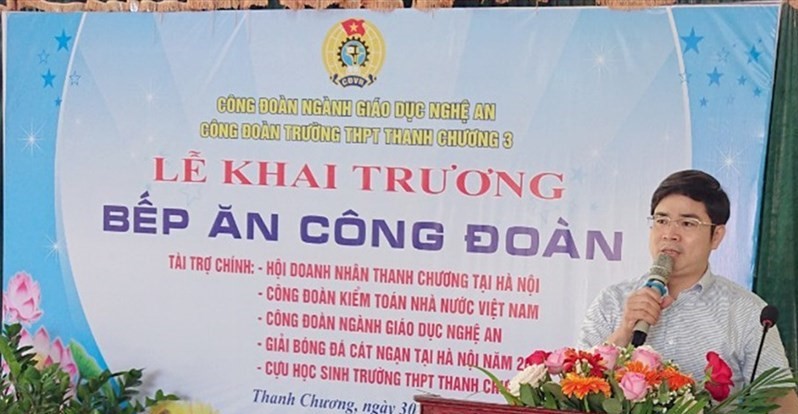 CĐVN
CÔNG ĐOÀN NGÀNH GIÁO DỤC NGHỆ AN
CÔNG ĐOÀN TRƯỜNG THPT THANH CHƯƠNG 3
LỄ KHAI TRƯƠNG
BẾP ĂN CÔNG ĐOÀN
TÀI TRỢ CHÍNH: - HỘI DOANH NHÂN THANH CHƯƠNG TẠI HÀ NỘI
- CÔNG ĐOÀN KIỂM TOÁN NHÀ NƯỚC VIỆT NAM
- CÔNG ĐOÀN NGÀNH GIÁO DỤC NGHỆ AN
- GIẢI BÓNG ĐÁ CÁT NGẠN TẠI HÀ NỘI NĂM 2
- CỰU HỌC SINH TRƯỜNG THPT THANH
Thanh Chương, ngày 30